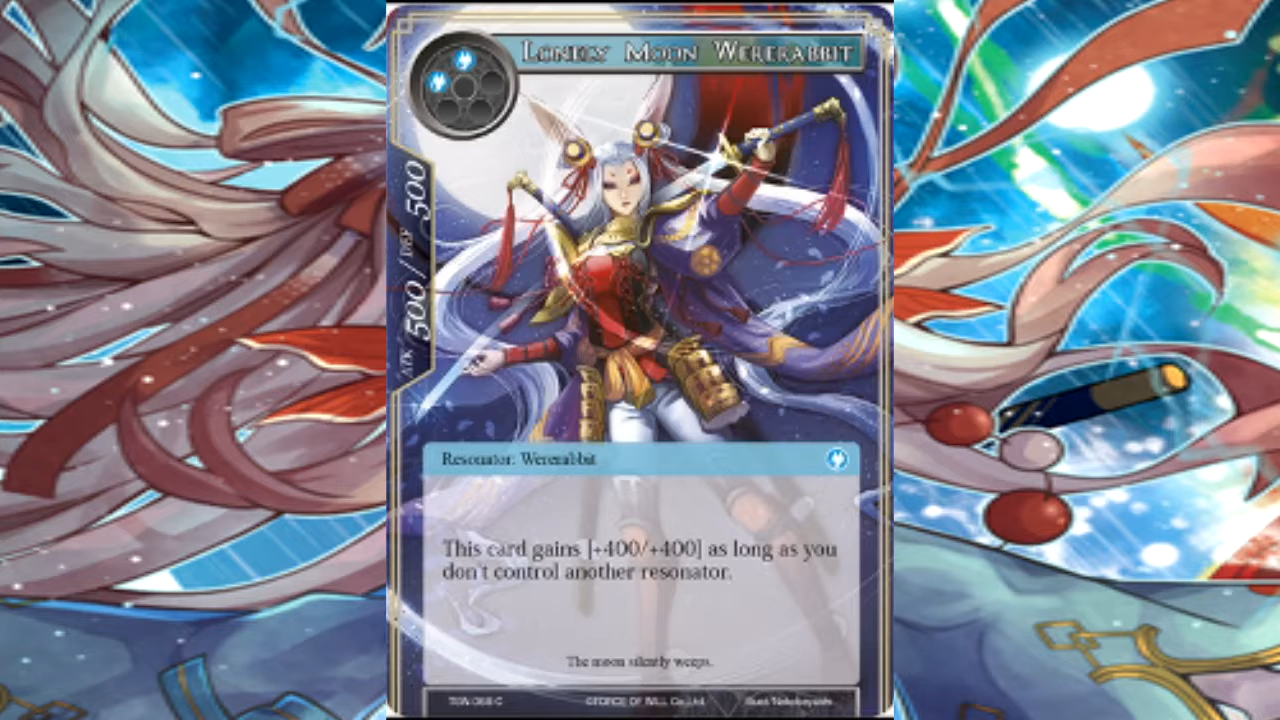 LONELY MOON WERERABBIT
ATK 500 / DEF 500
Resonator: Wererabbit
This card gains [+400/+400] as long as you
don't control another resonator.
The moon silently weeps.
©FORCE OF WILL Co.,Ltd.